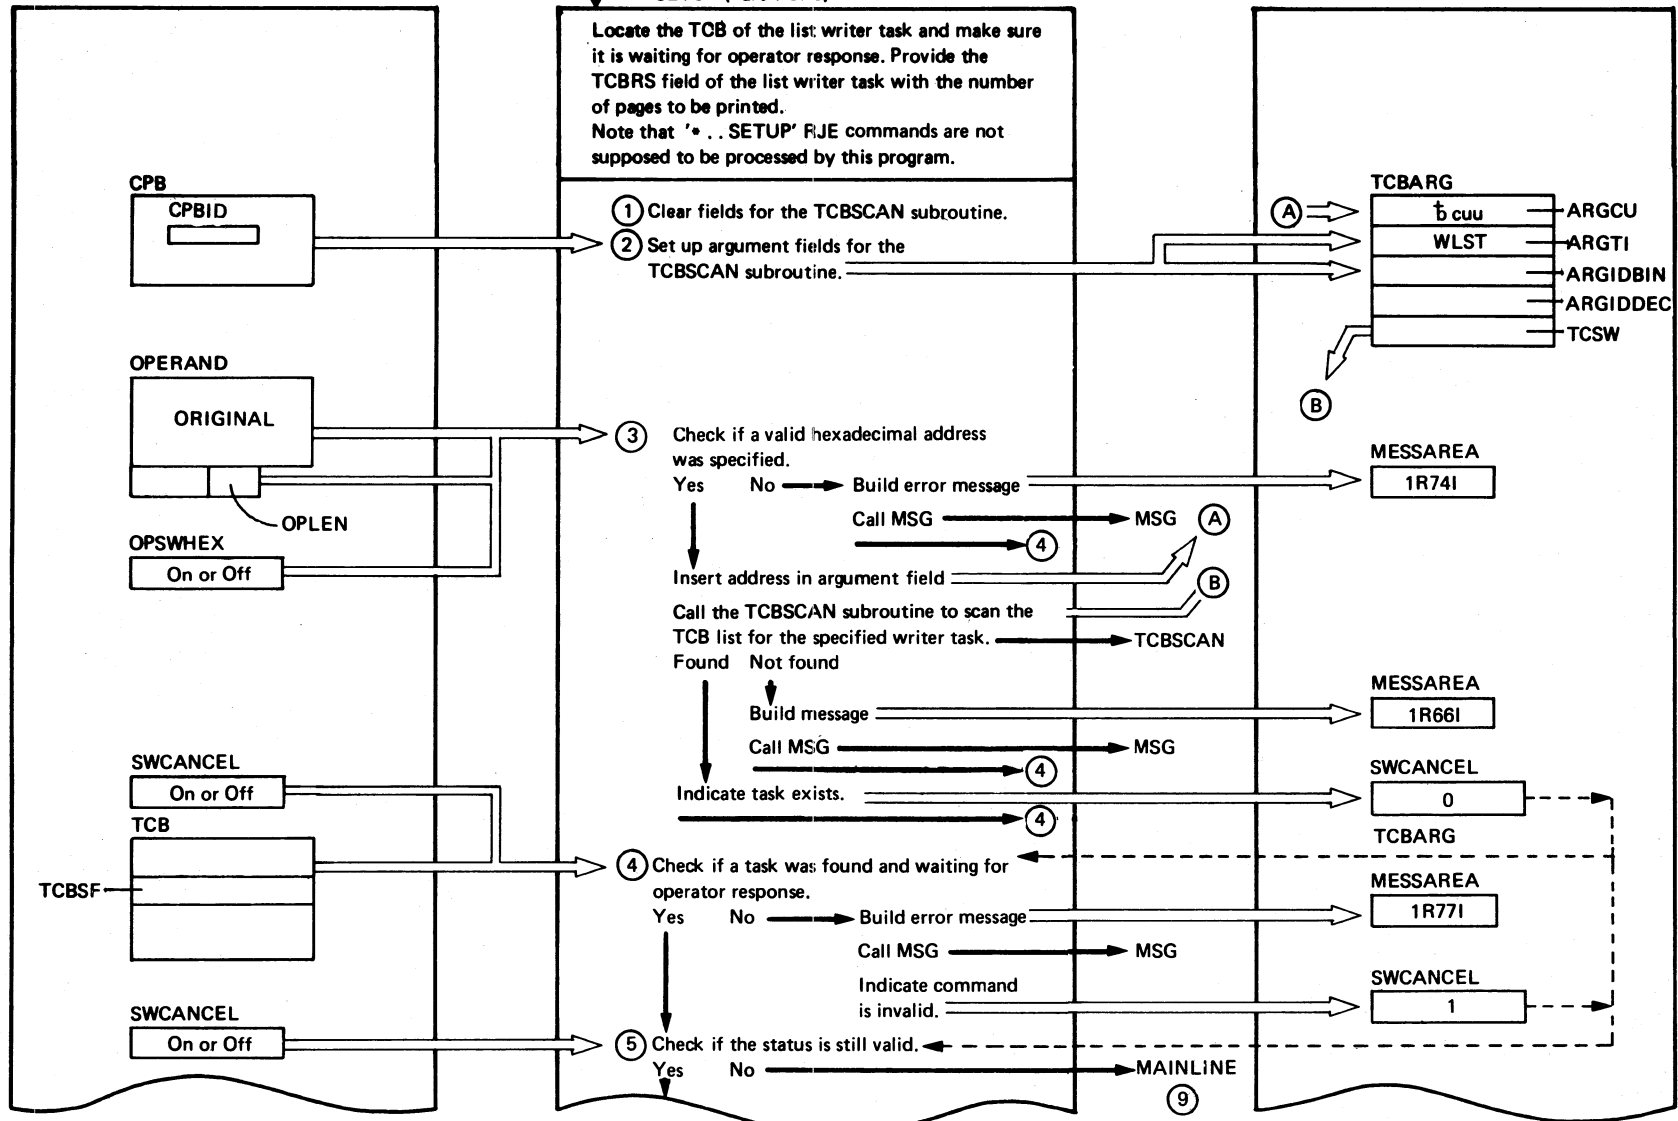 Locate the TCB of the list writer task and make sure
it is waiting for operator response. Provide the
TCBRS field of the list writer task with the number
of pages to be printed.
Note that '* . . SETUP' RJE commands are not
supposed to be processed by this program.
CPB
CPBID
1 Clear fields for the TCBSCAN subroutine.
2 Set up argument fields for the
TCBSCAN subroutine.
TCBARG
A
ƀ cuu
ARGCU
WLST
ARGTI
ARGIDBIN
ARGIDDEC
TCSW
B
OPERAND
ORIGINAL
OPLEN
OPSWHEX
On or Off
3 Check if a valid hexadecimal address
was specified.
Yes No Build error message
MESSAREA
1R74I
Call MSG MSG A
4
Insert address in argument field
B
Call the TCBSCAN subroutine to scan the
TCB list for the specified writer task. TCBSCAN
Found Not found
Build message
MESSAREA
1R66I
Call MSG MSG
4
SWCANCEL
On or Off
Indicate task exists.
SWCANCEL
0
4
TCBARG
TCB
TCBSF
4 Check if a task was found and waiting for
operator response.
Yes No Build error message
MESSAREA
1R77I
Call MSG MSG
Indicate command
is invalid.
SWCANCEL
1
SWCANCEL
On or Off
5 Check if the status is still valid.
Yes No MAINLINE
9